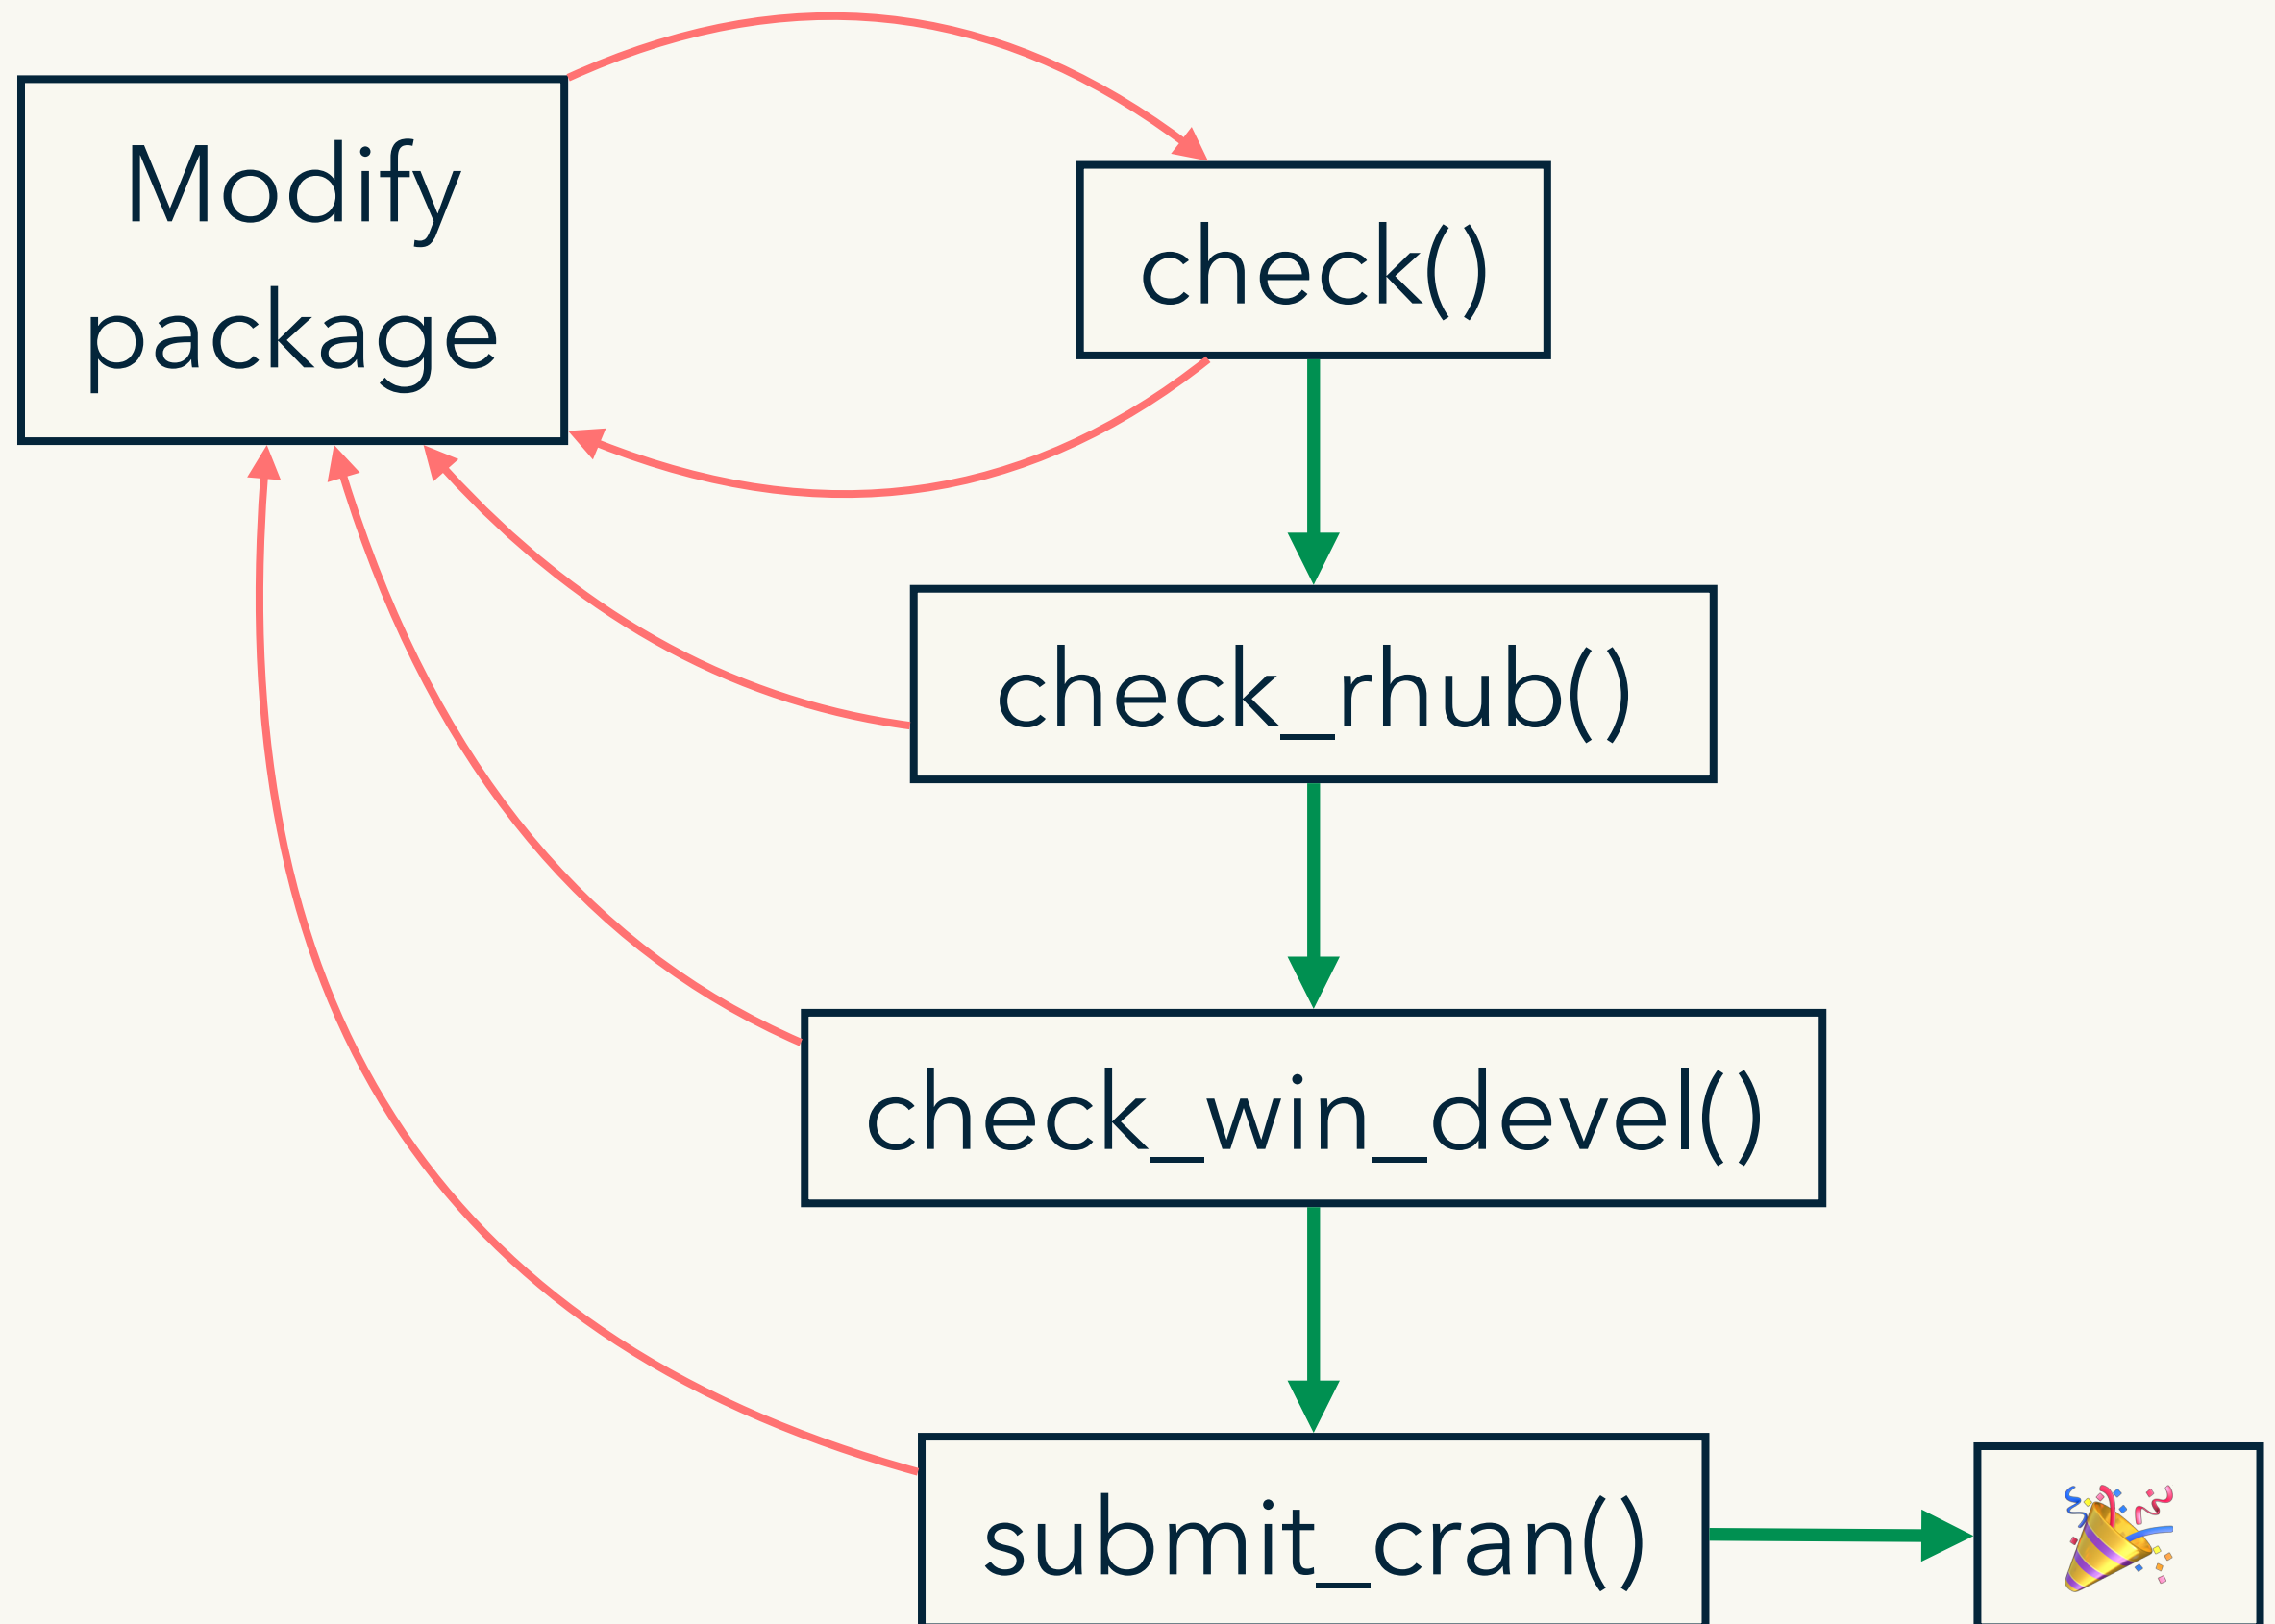 Modify
package
check()
check_rhub()
check_win_devel()
submit_cran()